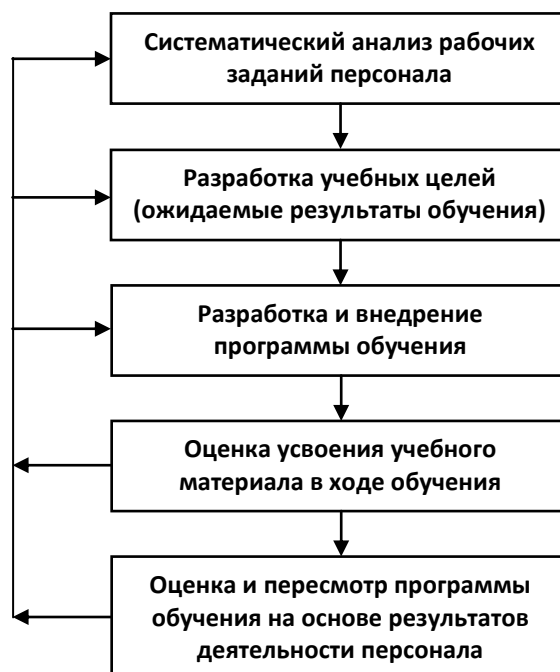 Систематический анализ рабочих
заданий персонала
Разработка учебных целей
(ожидаемые результаты обучения)
Разработка и внедрение
программы обучения
Оценка усвоения учебного
материала в ходе обучения
Оценка и пересмотр программы
обучения на основе результатов
деятельности персонала